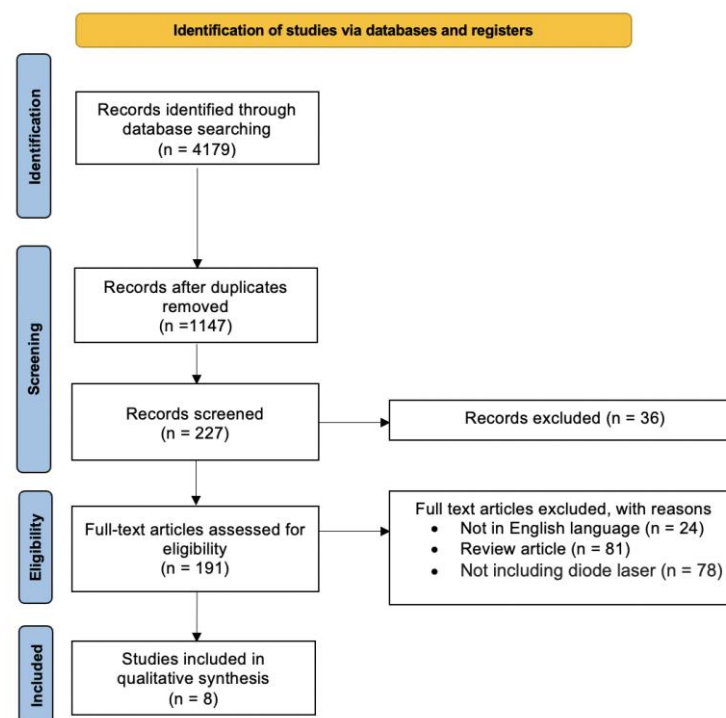 Identification of studies via databases and registers
Identification
Records identified through
database searching
(n = 4179)
Screening
Records after duplicates
removed
(n =1147)
Records screened
(n = 227)
Records excluded (n = 36)
Eligibility
Full-text articles assessed for
eligibility
(n = 191)
Full text articles excluded, with reasons
• Not in English language (n = 24)
• Review article (n = 81)
• Not including diode laser (n = 78)
Included
Studies included in
qualitative synthesis
(n = 8)